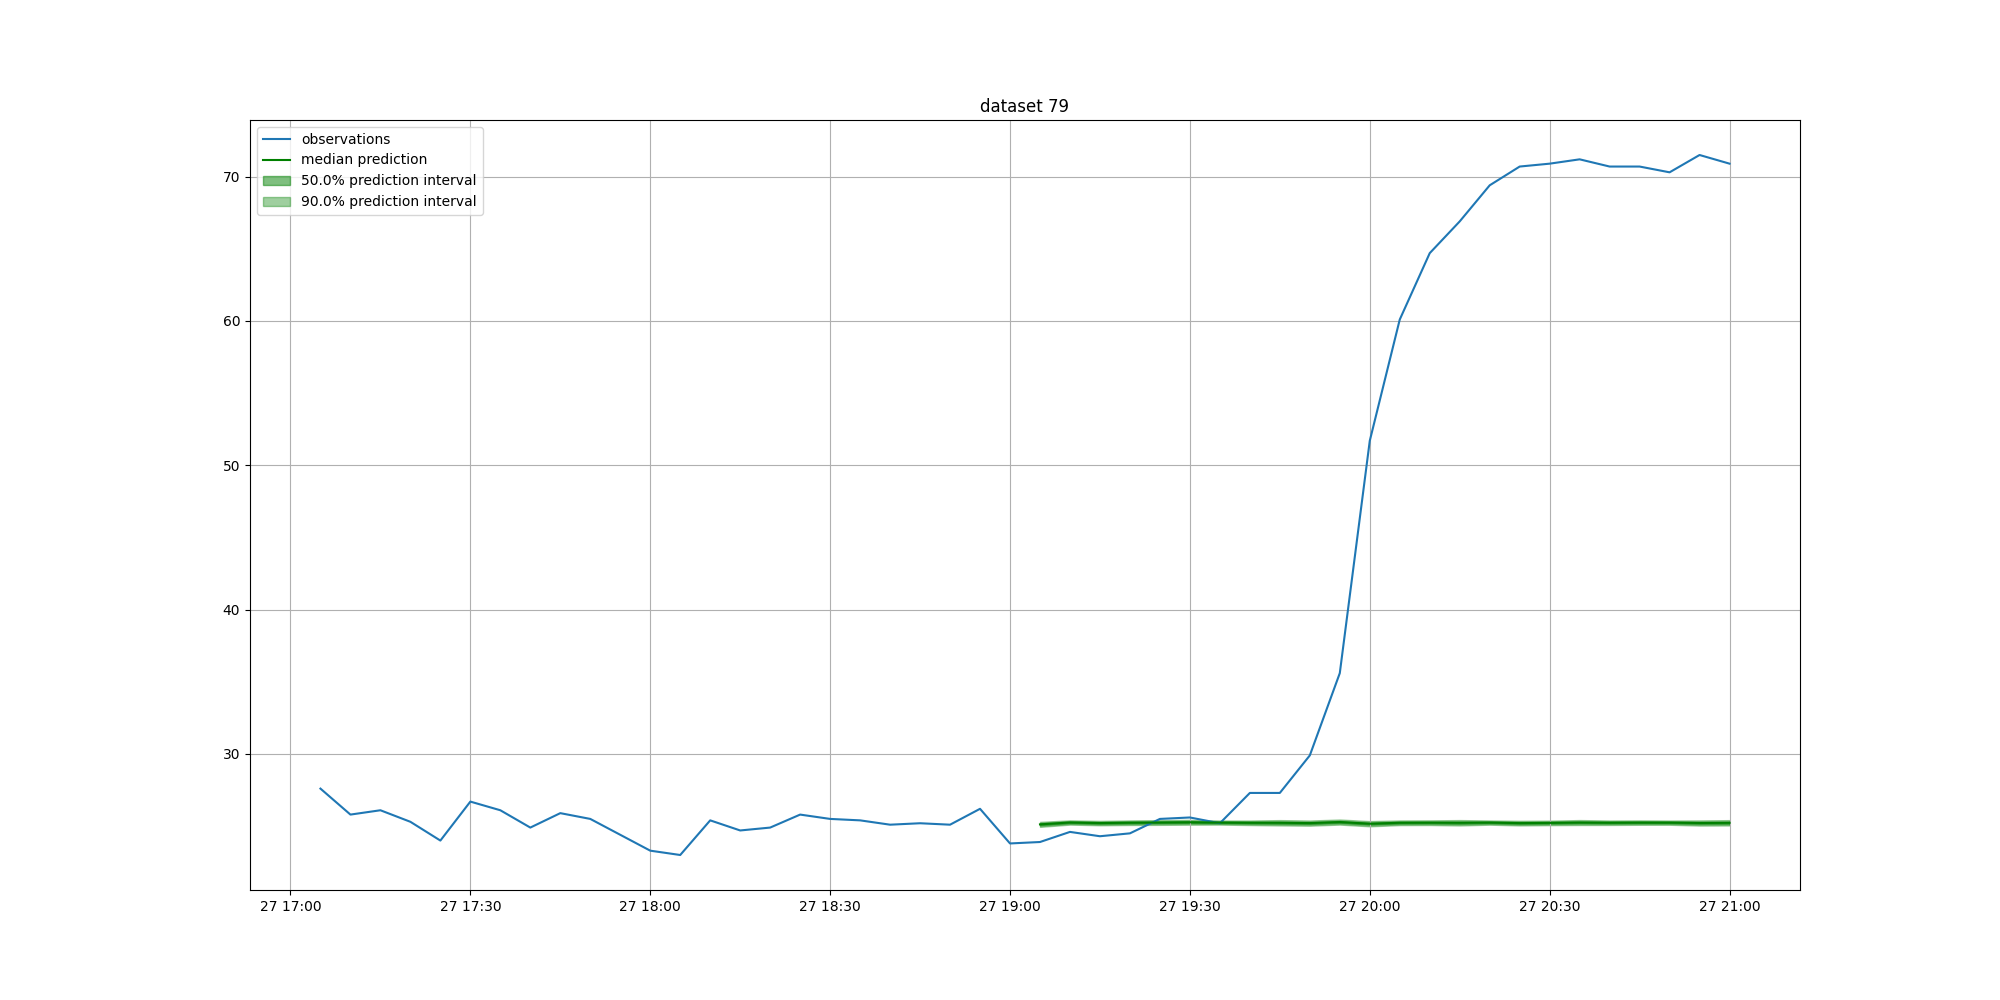 dataset 79
observations
median prediction
50.0% prediction interval
90.0% prediction interval
70
60
50
40
30
27 17:00
27 17:30
27 18:00
27 18:30
27 19:00
27 19:30
27 20:00
27 20:30
27 21:00